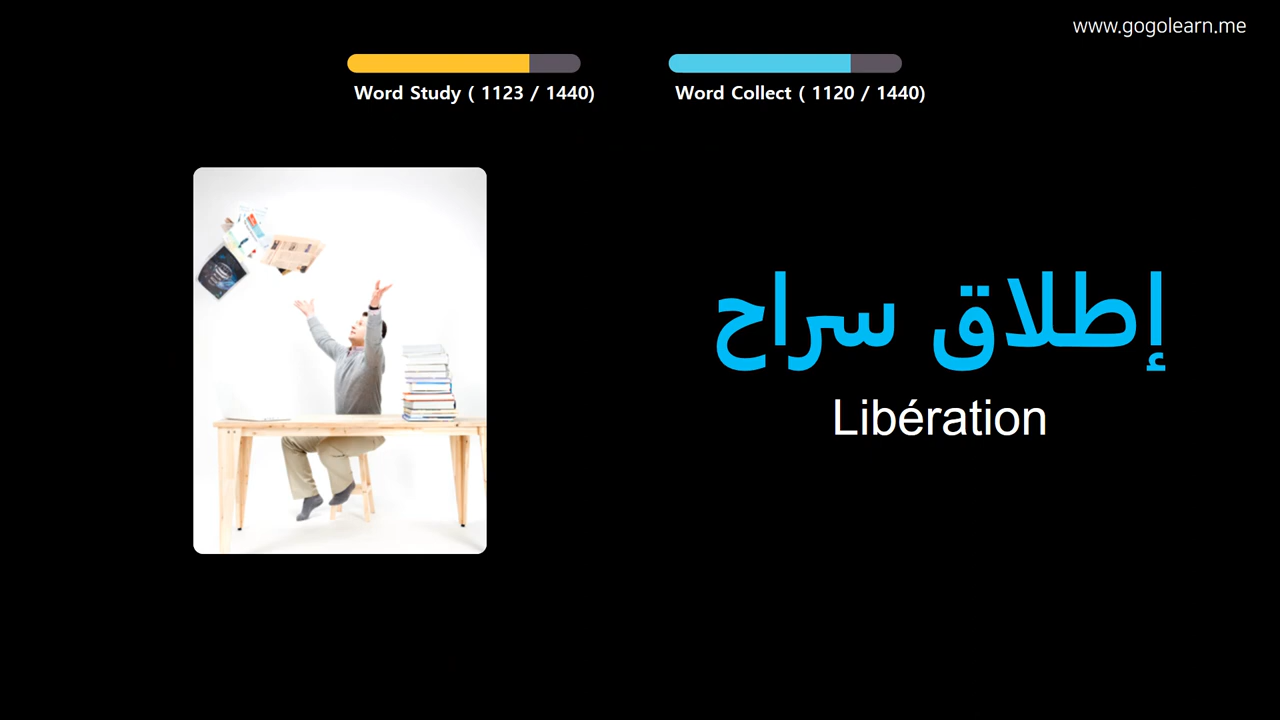 www.gogolearn.me
Word Study ( 1123 / 1440)
Word Collect ( 1120 / 1440)
إطلاق سراح
Libération